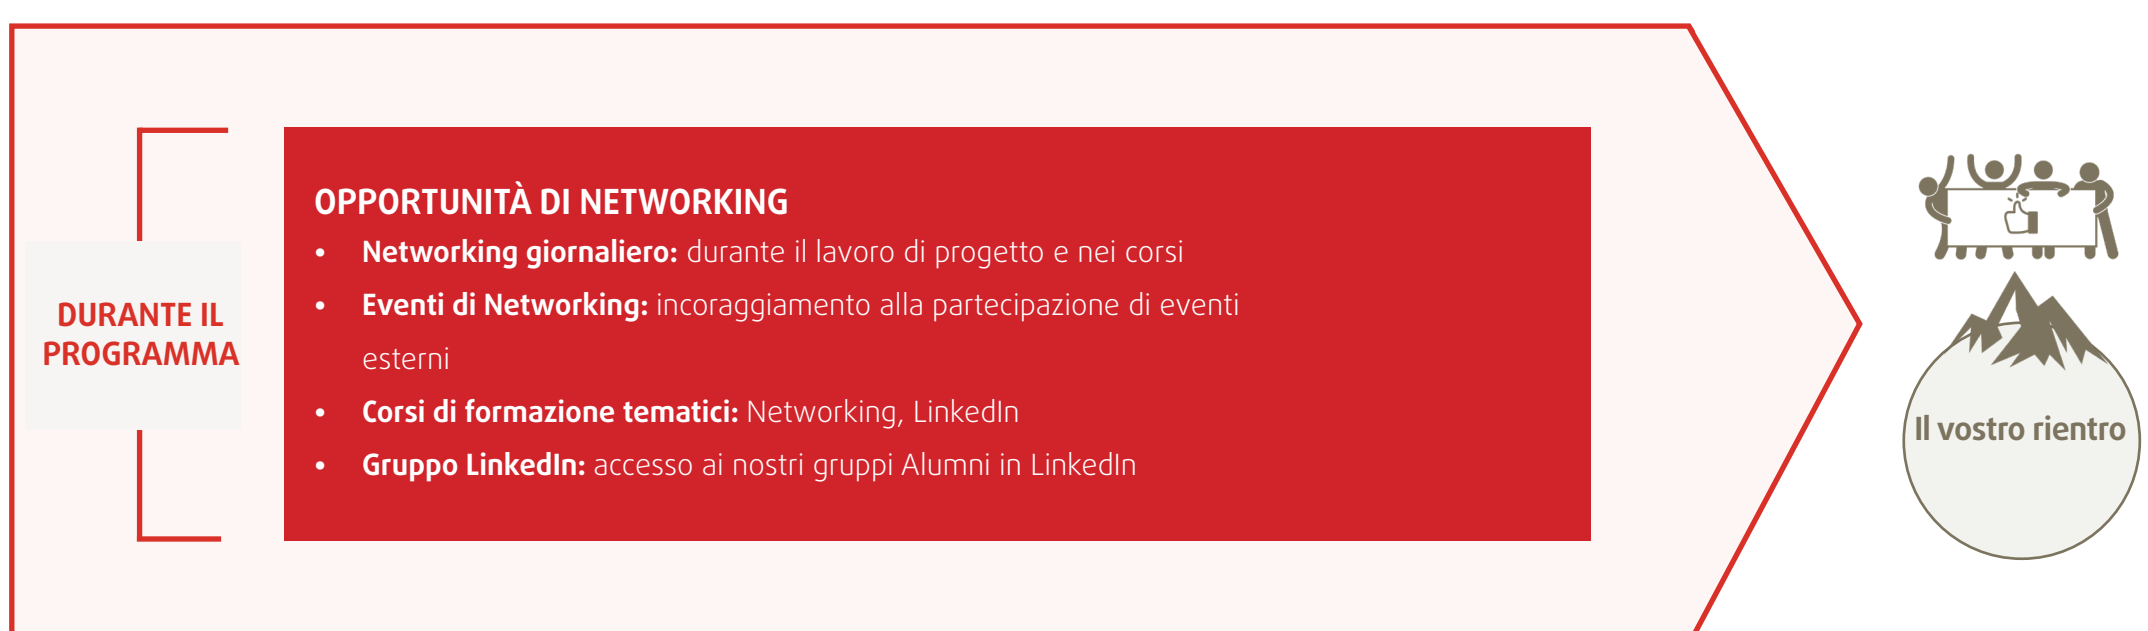 DURANTE IL
PROGRAMMA
OPPORTUNITÀ DI NETWORKING
• Networking giornaliero: durante il lavoro di progetto e nei corsi
• Eventi di Networking: incoraggiamento alla partecipazione di eventi
esterni
• Corsi di formazione tematici: Networking, LinkedIn
• Gruppo LinkedIn: accesso ai nostri gruppi Alumni in LinkedIn
Il vostro rientro